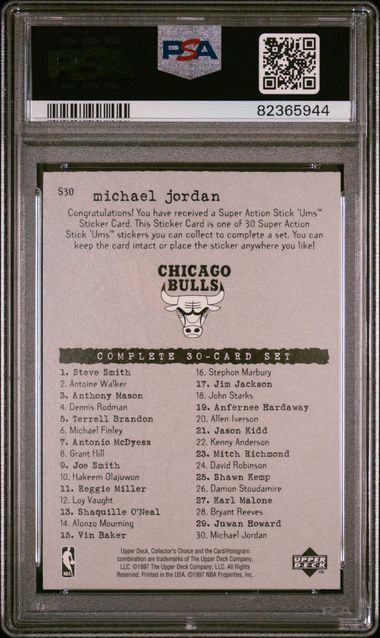 PSA
82365944
S30 michael jordan
Congratulations! You have received a Super Action Stick 'Ums™
Sticker Card. This Sticker Card is one of 30 Super Action
Stick 'Ums™ stickers you can collect to complete a set. You can
keep the card intact or place the sticker anywhere you like!
CHICAGO
BULLS
COMPLETE 30-CARD SET
1. Steve Smith
2. Antoine Walker
3. Anthony Mason
4. Dennis Rodman
5. Terrell Brandon
6. Michael Finley
7. Antonio McDyess
8. Grant Hill
9. Joe Smith
10. Hakeem Olajuwon
11. Reggie Miller
12. Loy Vaught
13. Shaquille O'Neal
14. Alonzo Mourning
15. Vin Baker
16. Stephon Marbury
17. Jim Jackson
18. John Starks
19. Anfernee Hardaway
20. Allen Iverson
21. Jason Kidd
22. Kenny Anderson
23. Mitch Richmond
24. David Robinson
25. Shawn Kemp
26. Damon Stoudamire
27. Karl Malone
28. Bryant Reeves
29. Juwan Howard
30. Michael Jordan
NBA
Upper Deck, Collector's Choice and the Card/Hologram
combination are trademarks of The Upper Deck Company,
LLC. ©1997 The Upper Deck Company, LLC. All Rights
Reserved. Printed in the USA. ©1997 NBA Properties, Inc.
UPPER
DECK